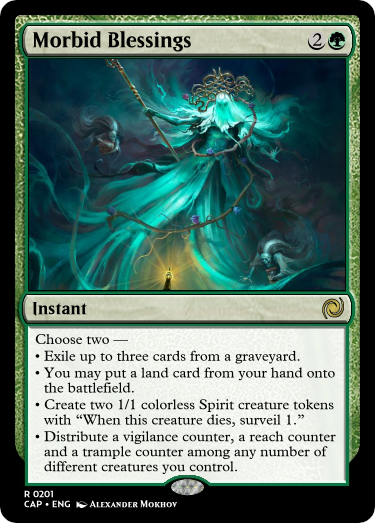 Morbid Blessings 2
Instant
Choose two —
• Exile up to three cards from a graveyard.
• You may put a land card from your hand onto
the battlefield.
• Create two 1/1 colorless Spirit creature tokens
with “When this creature dies, surveil 1.”
• Distribute a vigilance counter, a reach counter
and a trample counter among any number of
different creatures you control.
R 0201
CAP • ENG Alexander Mokhov